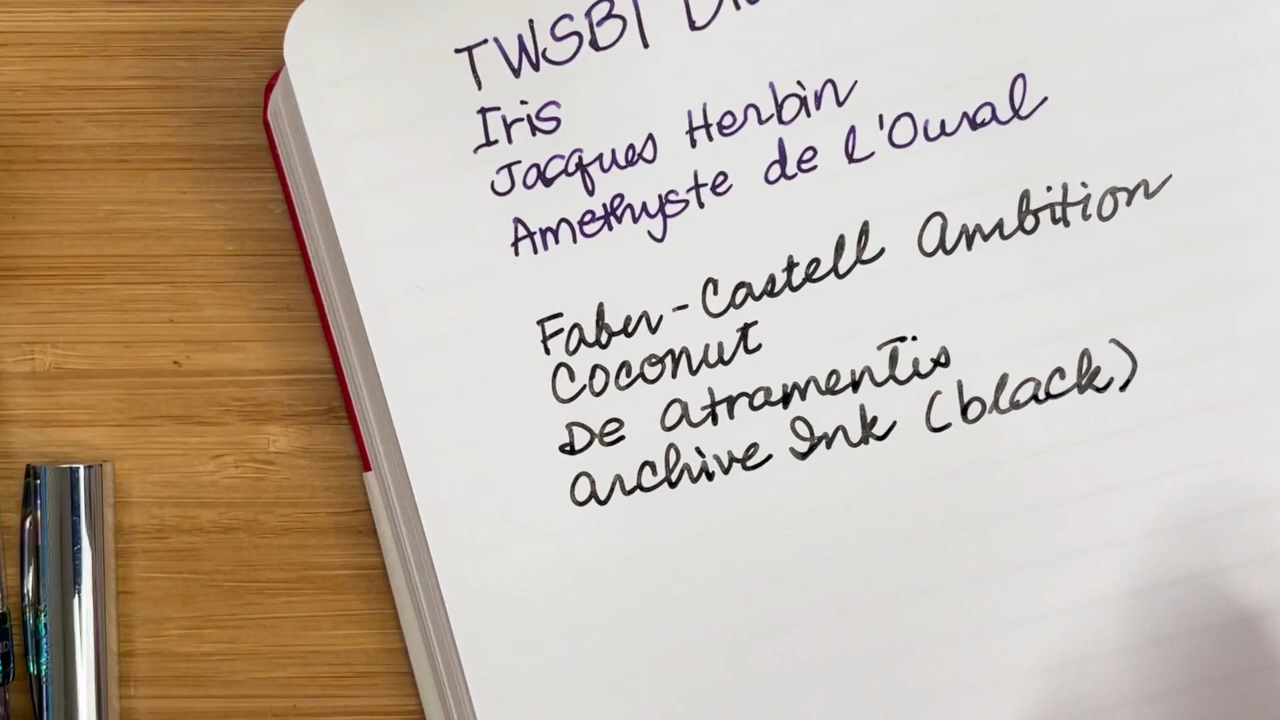 TWSBI
Iris
Jacques Herbin
Amethyste de l'Oural
Faber-Castell Ambition
Coconut
De atramentis
archive Ink (black)